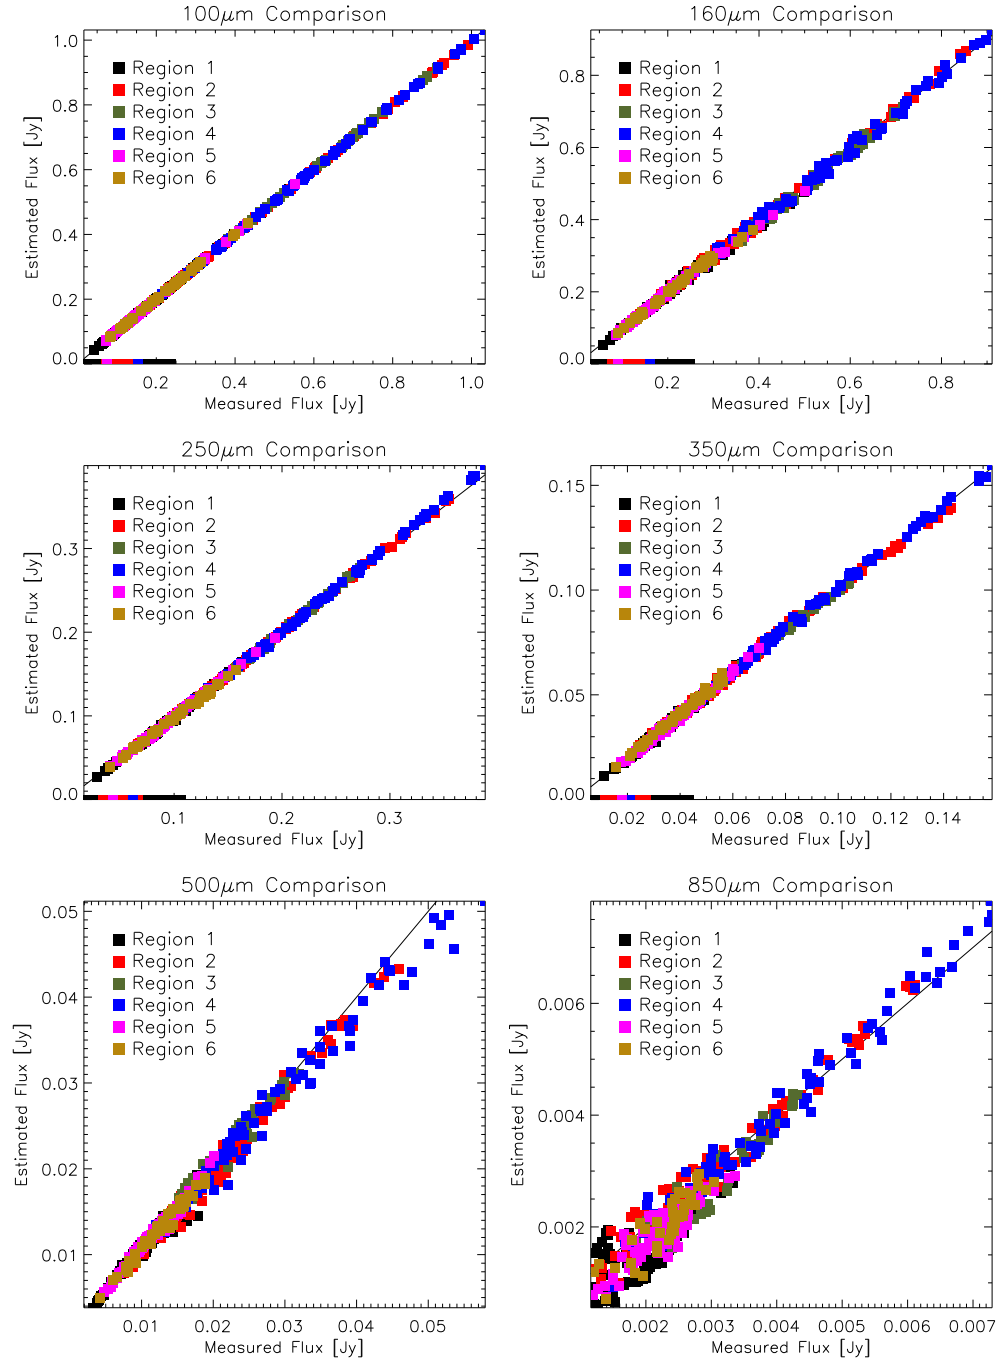 100μm Comparison
Estimated Flux [Jy]
1.0
0.8
0.6
0.4
0.2
0.0
Region 1
Region 2
Region 3
Region 4
Region 5
Region 6
0.2 0.4 0.6 0.8 1.0
Measured Flux [Jy]
160μm Comparison
Estimated Flux [Jy]
0.8
0.6
0.4
0.2
0.0
Region 1
Region 2
Region 3
Region 4
Region 5
Region 6
0.2 0.4 0.6 0.8
Measured Flux [Jy]
250μm Comparison
Estimated Flux [Jy]
0.3
0.2
0.1
0.0
Region 1
Region 2
Region 3
Region 4
Region 5
Region 6
0.1 0.2 0.3
Measured Flux [Jy]
350μm Comparison
Estimated Flux [Jy]
0.15
0.10
0.05
0.00
Region 1
Region 2
Region 3
Region 4
Region 5
Region 6
0.02 0.04 0.06 0.08 0.10 0.12 0.14
Measured Flux [Jy]
500μm Comparison
Estimated Flux [Jy]
0.05
0.04
0.03
0.02
0.01
Region 1
Region 2
Region 3
Region 4
Region 5
Region 6
0.01 0.02 0.03 0.04 0.05
Measured Flux [Jy]
850μm Comparison
Estimated Flux [Jy]
0.006
0.004
0.002
Region 1
Region 2
Region 3
Region 4
Region 5
Region 6
0.002 0.003 0.004 0.005 0.006 0.007
Measured Flux [Jy]